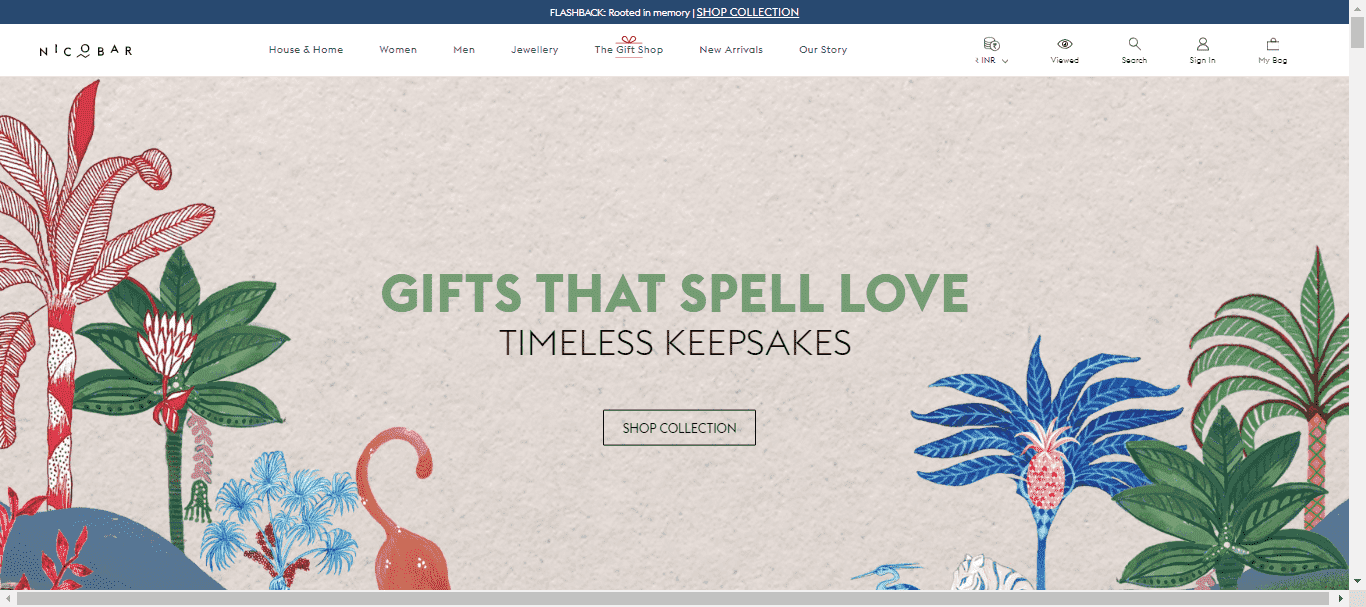 FLASHBACK: Rooted in memory | SHOP COLLECTION
NICOBAR
House & Home Women Men Jewellery The Gift Shop New Arrivals Our Story
₹ INR Viewed Search Sign In My Bag
GIFTS THAT SPELL LOVE
TIMELESS KEEPSAKES
SHOP COLLECTION